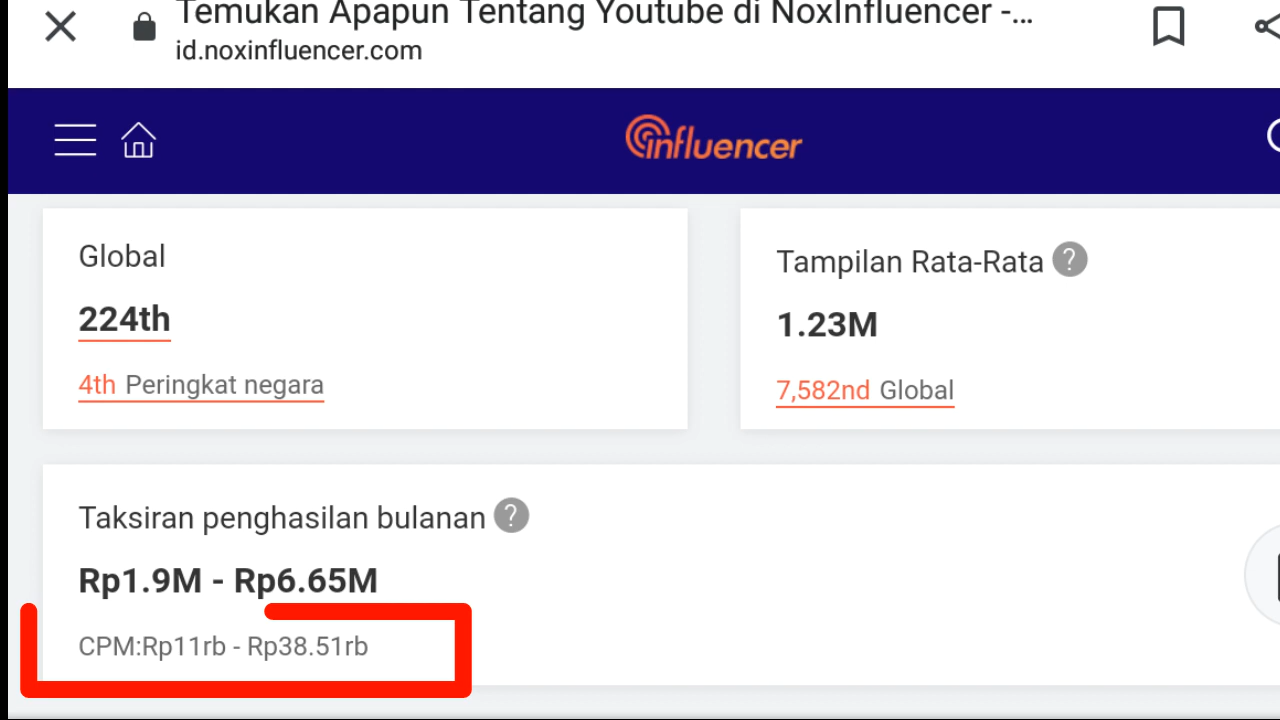 Temukan Apapun Tentang Youtube di NoxInfluencer -...
id.noxinfluencer.com
influencer
Global
224th
4th Peringkat negara
Tampilan Rata-Rata ?
1.23M
7,582nd Global
Taksiran penghasilan bulanan ?
Rp1.9M - Rp6.65M
CPM:Rp11rb - Rp38.51rb